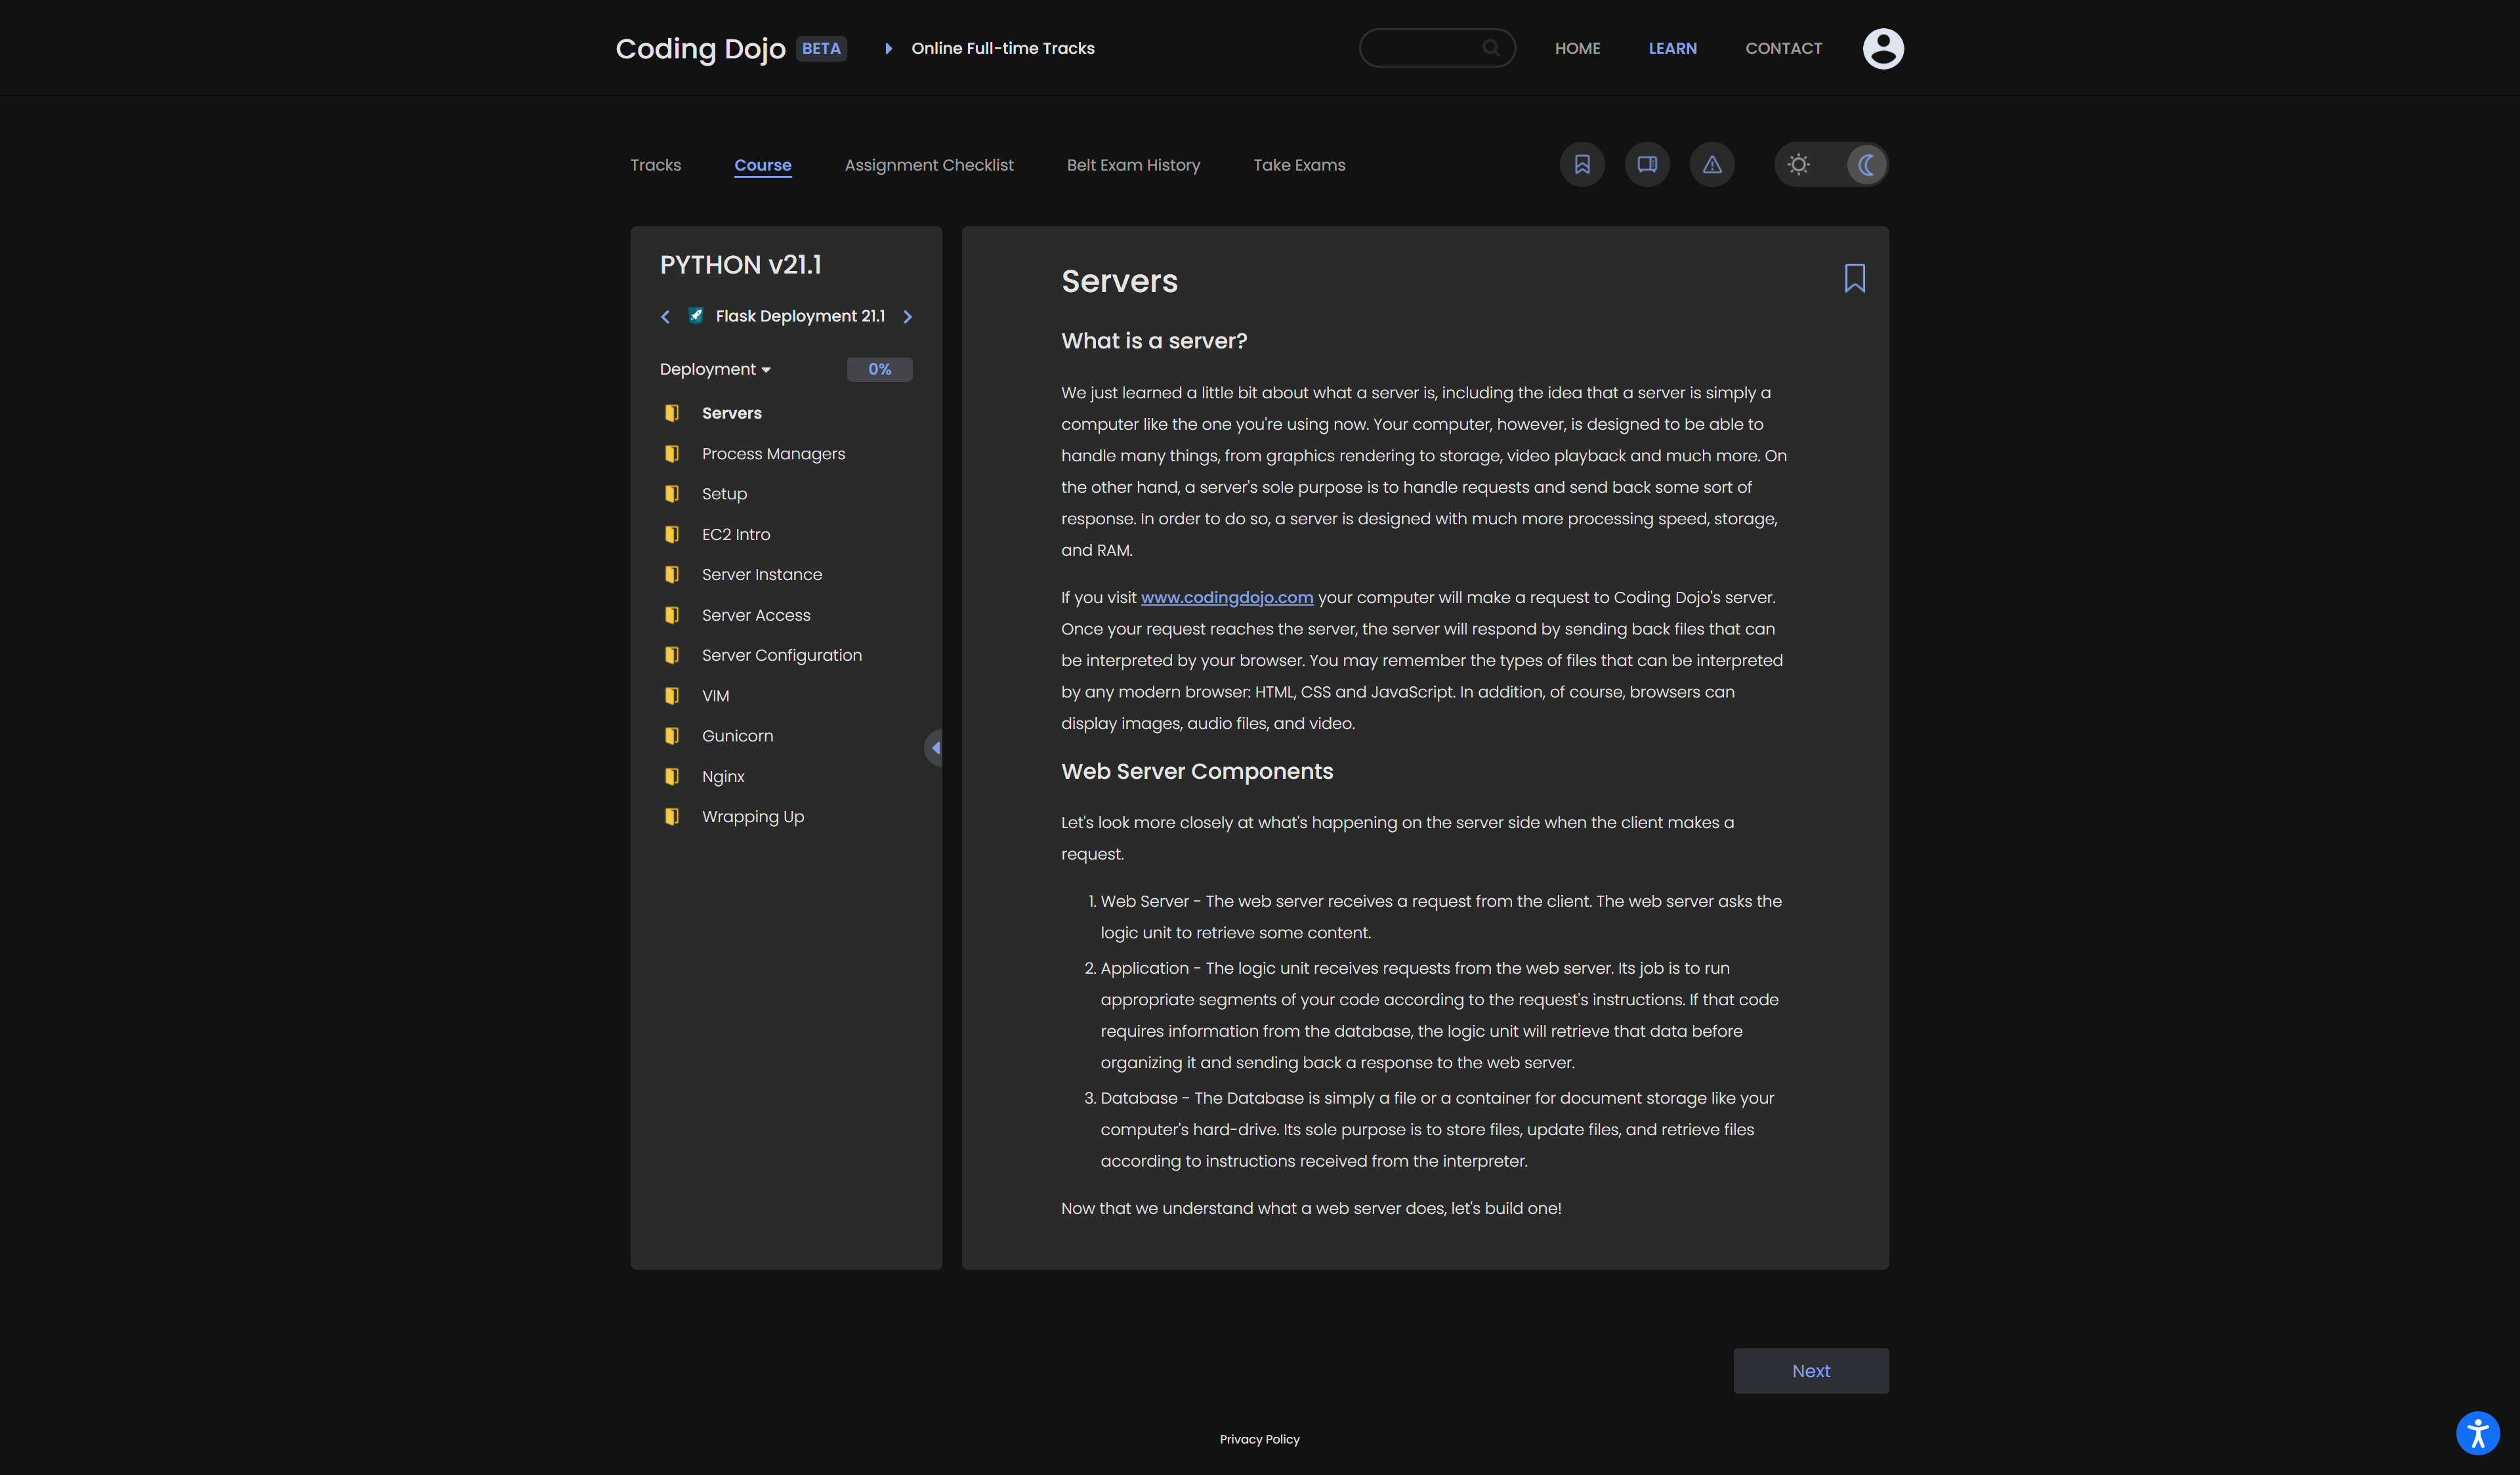 Coding Dojo BETA Online Full-time Tracks HOME LEARN CONTACT
Tracks Course Assignment Checklist Belt Exam History Take Exams
PYTHON v21.1
Flask Deployment 21.1
Deployment 0%
Servers
Process Managers
Setup
EC2 Intro
Server Instance
Server Access
Server Configuration
VIM
Gunicorn
Nginx
Wrapping Up
Servers
What is a server?
We just learned a little bit about what a server is, including the idea that a server is simply a
computer like the one you're using now. Your computer, however, is designed to be able to
handle many things, from graphics rendering to storage, video playback and much more. On
the other hand, a server's sole purpose is to handle requests and send back some sort of
response. In order to do so, a server is designed with much more processing speed, storage,
and RAM.
If you visit www.codingdojo.com your computer will make a request to Coding Dojo's server.
Once your request reaches the server, the server will respond by sending back files that can
be interpreted by your browser. You may remember the types of files that can be interpreted
by any modern browser: HTML, CSS and JavaScript. In addition, of course, browsers can
display images, audio files, and video.
Web Server Components
Let's look more closely at what's happening on the server side when the client makes a
request.
1. Web Server - The web server receives a request from the client. The web server asks the
logic unit to retrieve some content.
2. Application - The logic unit receives requests from the web server. Its job is to run
appropriate segments of your code according to the request's instructions. If that code
requires information from the database, the logic unit will retrieve that data before
organizing it and sending back a response to the web server.
3. Database - The Database is simply a file or a container for document storage like your
computer's hard-drive. Its sole purpose is to store files, update files, and retrieve files
according to instructions received from the interpreter.
Now that we understand what a web server does, let's build one!
Next
Privacy Policy